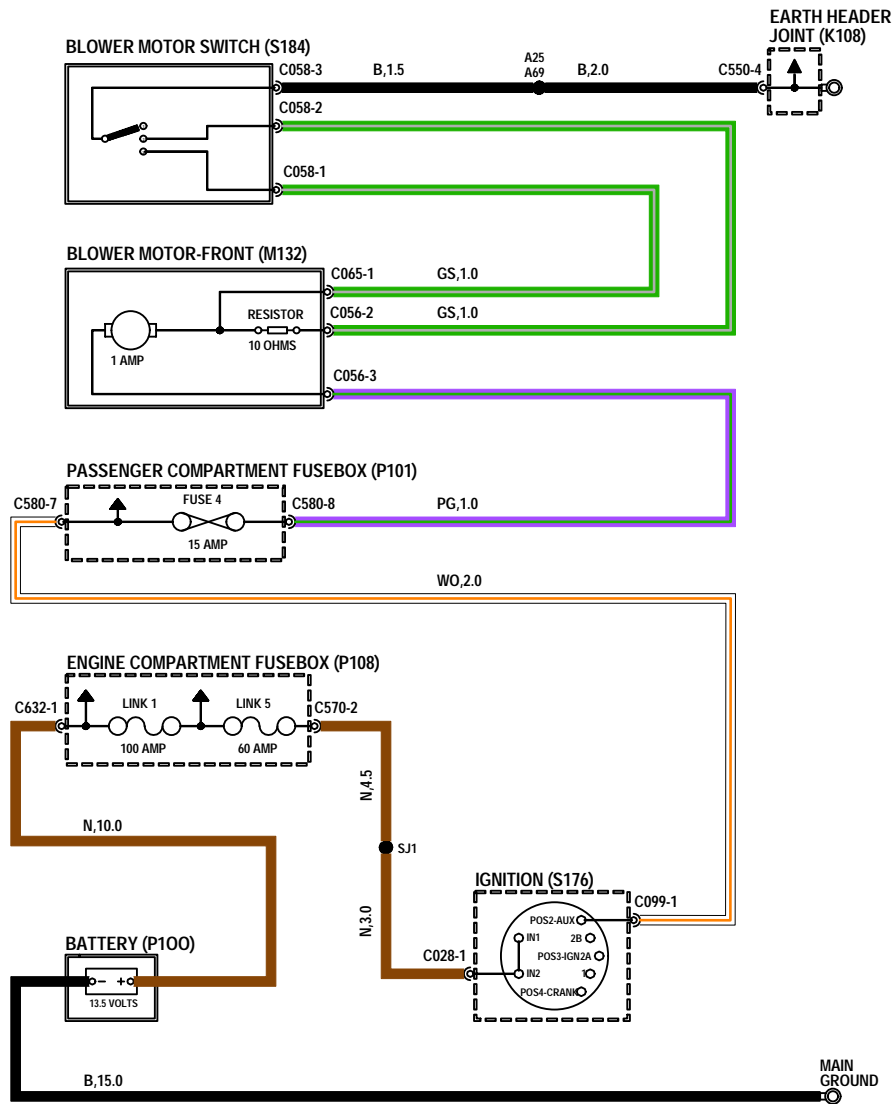 EARTH HEADER
JOINT (K108)
BLOWER MOTOR SWITCH (S184)
C058-3
B,1.5
A25
A69
B,2.0
C550-4
C058-2
C058-1
BLOWER MOTOR-FRONT (M132)
C065-1
GS,1.0
RESISTOR
C056-2
GS,1.0
10 OHMS
1 AMP
C056-3
PASSENGER COMPARTMENT FUSEBOX (P101)
C580-7
FUSE 4
C580-8
PG,1.0
15 AMP
WO,2.0
ENGINE COMPARTMENT FUSEBOX (P108)
C632-1
LINK 1
LINK 5
C570-2
100 AMP
60 AMP
N,4.5
N,10.0
SJ1
IGNITION (S176)
C099-1
N,3.0
POS2-AUX
IN1
2B
BATTERY (P1OO)
C028-1
POS3-IGN2A
IN2
1
- +
POS4-CRANK
13.5 VOLTS
B,15.0
MAIN
GROUND